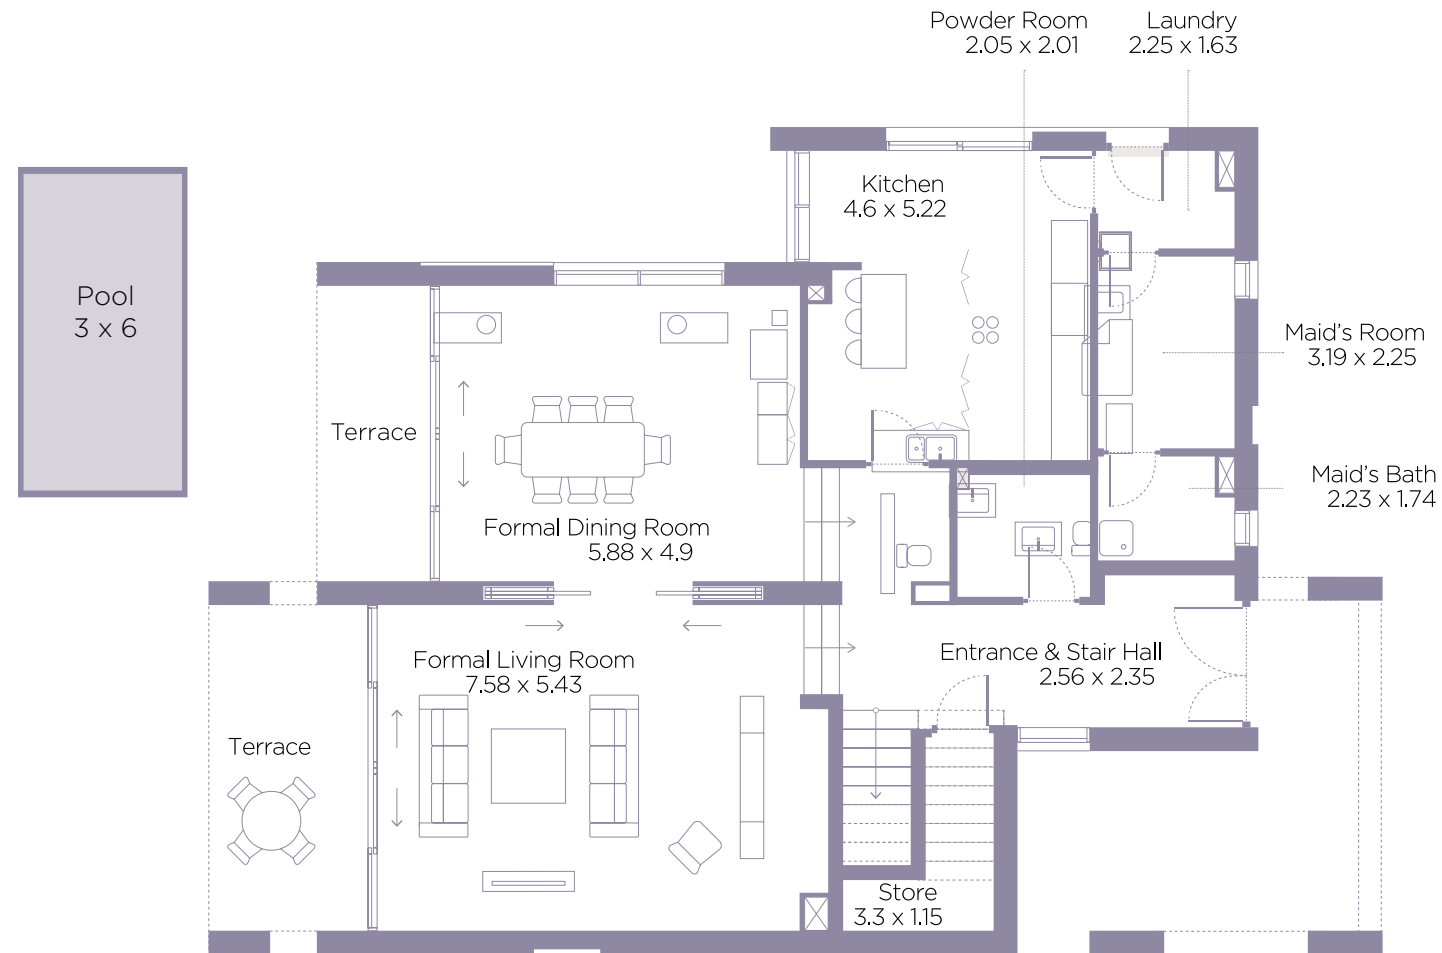 Powder Room
2.05 x 2.01
Laundry
2.25 x 1.63
Kitchen
4.6 x 5.22
Pool
3 x 6
Maid's Room
3.19 x 2.25
Terrace
Maid's Bath
2.23 x 1.74
Formal Dining Room
5.88 x 4.9
Formal Living Room
7.58 x 5.43
Entrance & Stair Hall
2.56 x 2.35
Terrace
Store
3.3 x 1.15